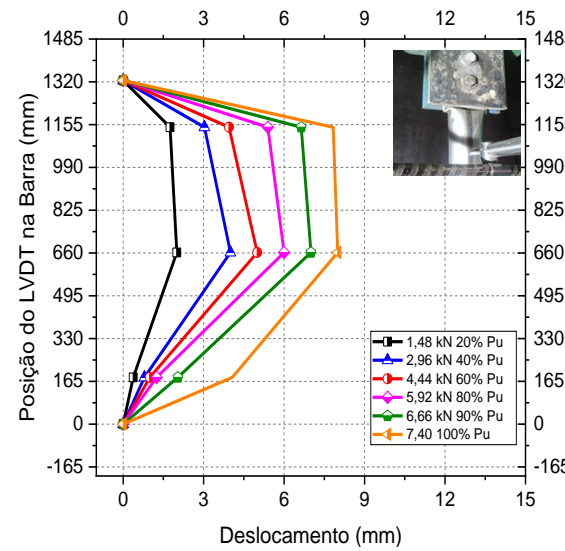 0 3 6 9 12 15
1485 1485
1320 1320
1155 1155
990 990
825 825
660 660
495 495
330 330
165 165
0 0
-165 -165
0 3 6 9 12 15
Posição do LVDT na Barra (mm)
1,48 kN 20% Pu
2,96 kN 40% Pu
4,44 kN 60% Pu
5,92 kN 80% Pu
6,66 kN 90% Pu
7,40 100% Pu
Deslocamento (mm)